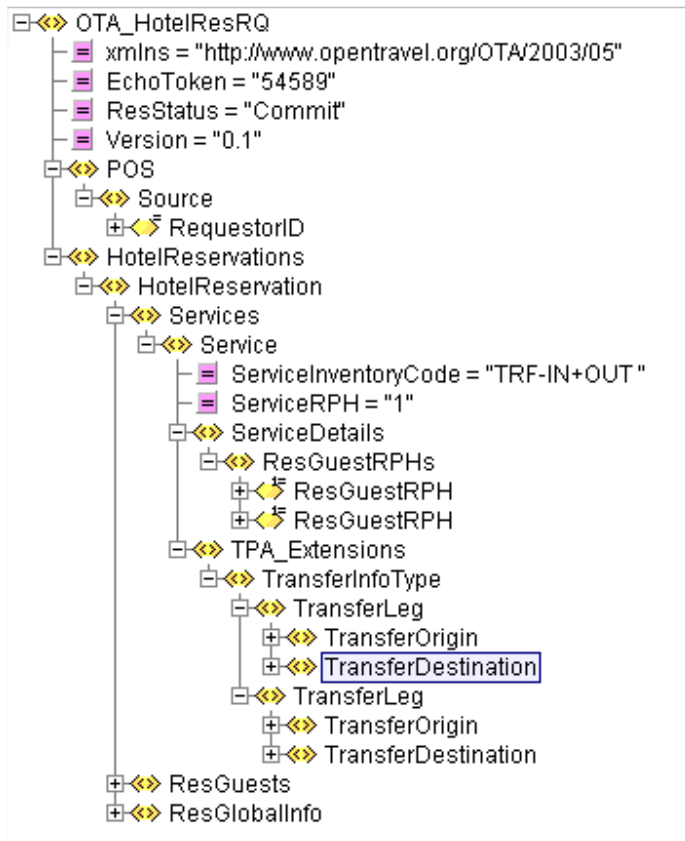 OTA_HotelResRQ
xmlns = "http://www.opentravel.org/OTA/2003/05"
EchoToken = "54589"
ResStatus = "Commit"
Version = "0.1"
POS
Source
RequestorID
HotelReservations
HotelReservation
Services
Service
ServiceInventoryCode = "TRF-IN+OUT "
ServiceRPH = "1"
ServiceDetails
ResGuestRPHs
ResGuestRPH
ResGuestRPH
TPA_Extensions
TransferInfoType
TransferLeg
TransferOrigin
TransferDestination
TransferLeg
TransferOrigin
TransferDestination
ResGuests
ResGlobalInfo